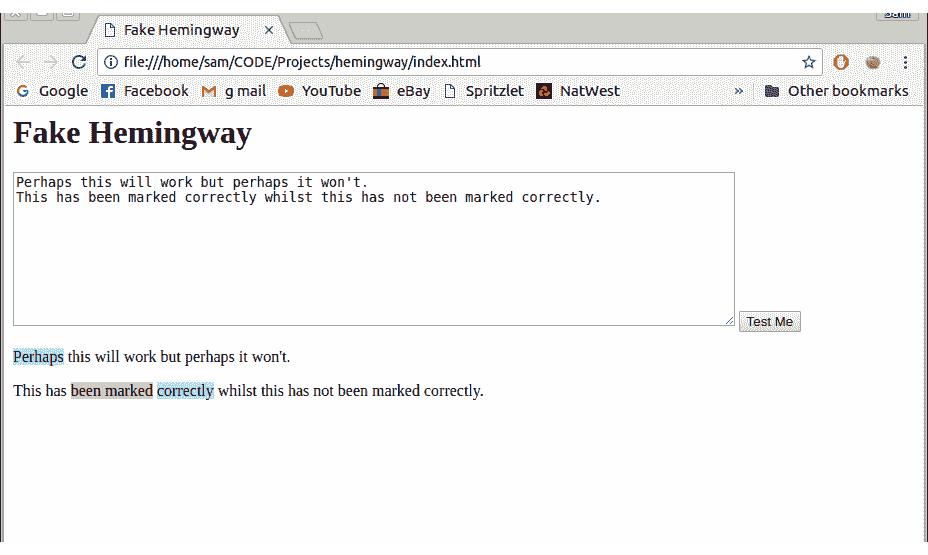 Sam
Fake Hemingway
file:///home/sam/CODE/Projects/hemingway/index.html
Google Facebook g mail YouTube eBay Spritzlet NatWest » Other bookmarks
Fake Hemingway
Perhaps this will work but perhaps it won't.
This has been marked correctly whilst this has not been marked correctly.
Test Me
Perhaps this will work but perhaps it won't.
This has been marked correctly whilst this has not been marked correctly.